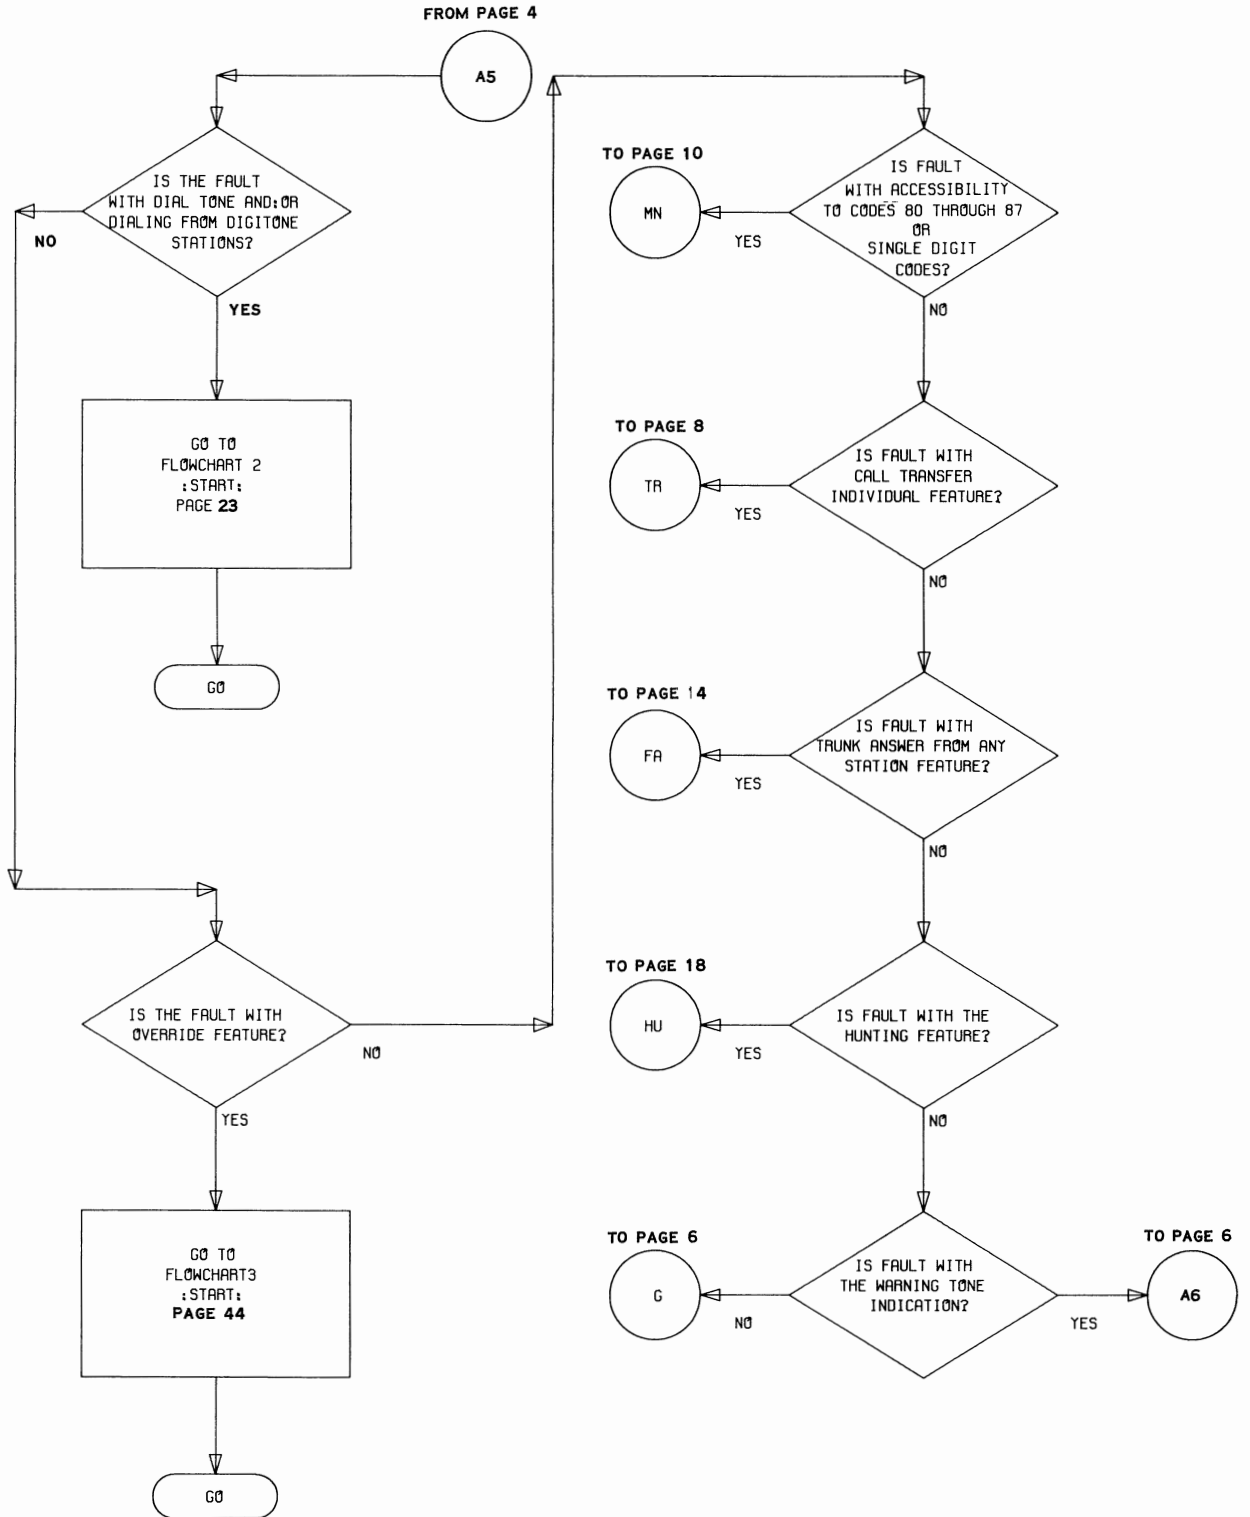 FROM PAGE 4
A5
IS THE FAULT
WITH DIAL TONE AND:OR
DIALING FROM DIGITONE
STATIONS?
NO
YES
GO TO
FLOWCHART 2
:START:
PAGE 23
GO
IS THE FAULT WITH
OVERRIDE FEATURE?
NO
YES
GO TO
FLOWCHART3
:START:
PAGE 44
GO
IS FAULT
WITH ACCESSIBILITY
TO CODES 80 THROUGH 87
OR
SINGLE DIGIT
CODES?
TO PAGE 10
MN
YES
NO
IS FAULT WITH
CALL TRANSFER
INDIVIDUAL FEATURE?
TO PAGE 8
TR
YES
NO
IS FAULT WITH
TRUNK ANSWER FROM ANY
STATION FEATURE?
TO PAGE 14
FA
YES
NO
IS FAULT WITH THE
HUNTING FEATURE?
TO PAGE 18
HU
YES
NO
IS FAULT WITH
THE WARNING TONE
INDICATION?
TO PAGE 6
G
NO
YES
TO PAGE 6
A6